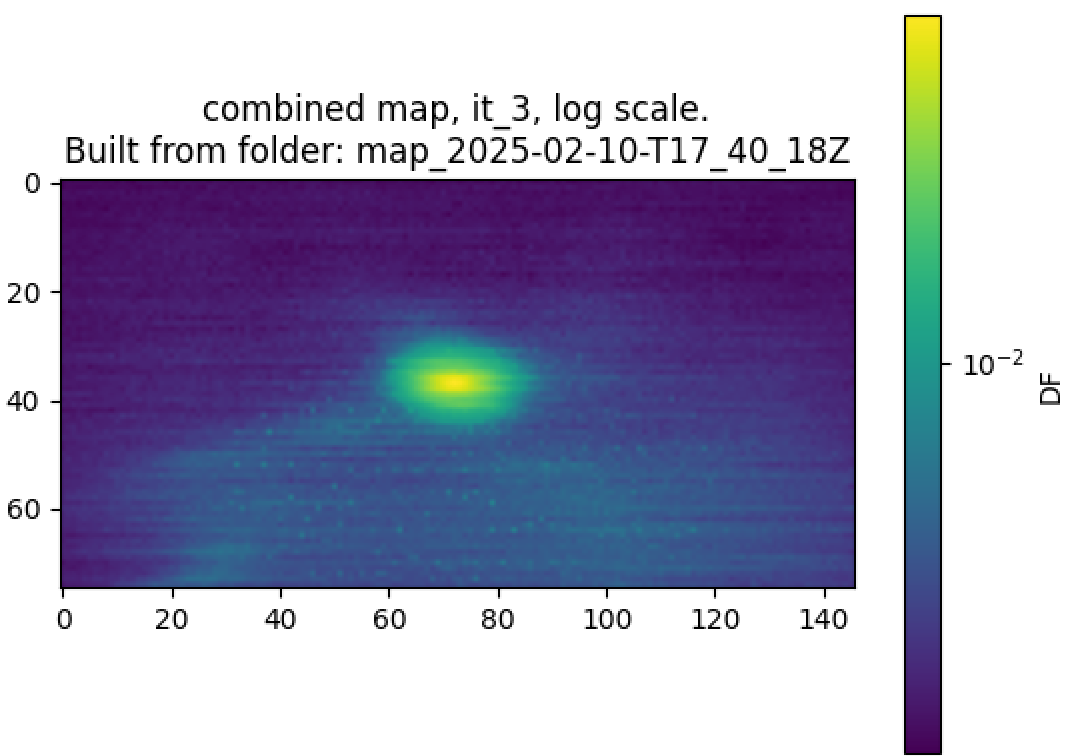 combined map, it_3, log scale.
Built from folder: map_2025-02-10-T17_40_18Z
0
20
40
60
0 20 40 60 80 100 120 140
10⁻²
DF